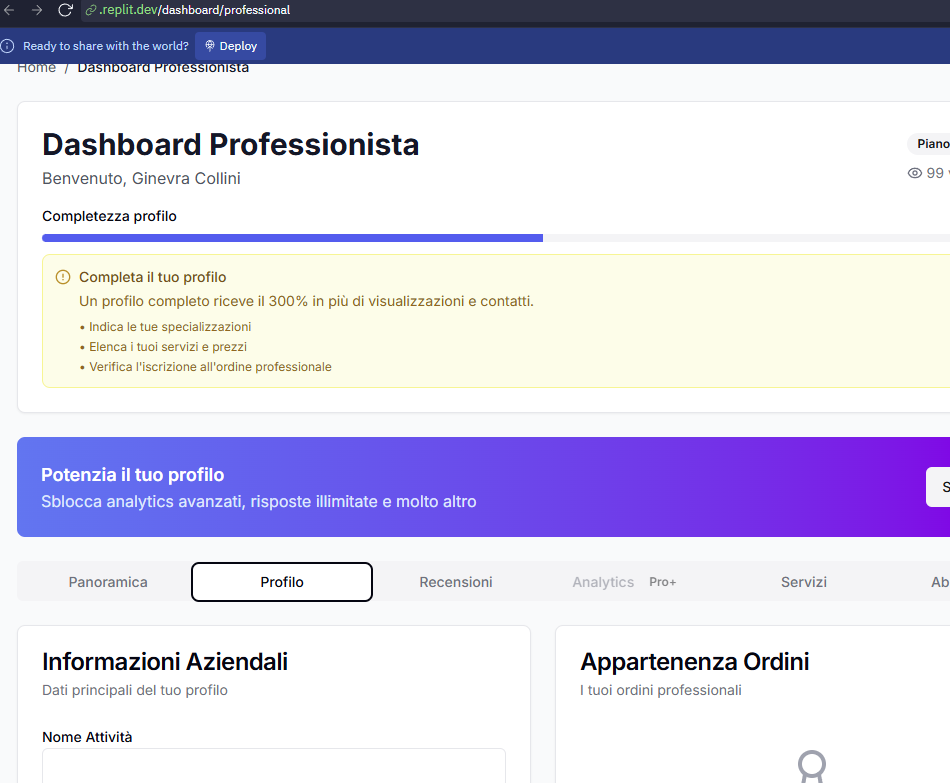 .replit.dev/dashboard/professional
Ready to share with the world? Deploy
Home / Dashboard Professionista
Dashboard Professionista
Piano
Benvenuto, Ginevra Collini
99
Completezza profilo
Completa il tuo profilo
Un profilo completo riceve il 300% in più di visualizzazioni e contatti.
• Indica le tue specializzazioni
• Elenca i tuoi servizi e prezzi
• Verifica l'iscrizione all'ordine professionale
Potenzia il tuo profilo
Sblocca analytics avanzati, risposte illimitate e molto altro
S
Panoramica Profilo Recensioni Analytics Pro+ Servizi Ab
Informazioni Aziendali
Dati principali del tuo profilo
Nome Attività
Appartenenza Ordini
I tuoi ordini professionali